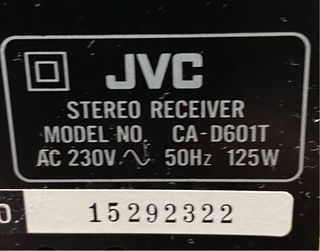 JVC
STEREO RECEIVER
MODEL NO. CA-D601T
AC 230V ∿ 50Hz 125W
O 15292322